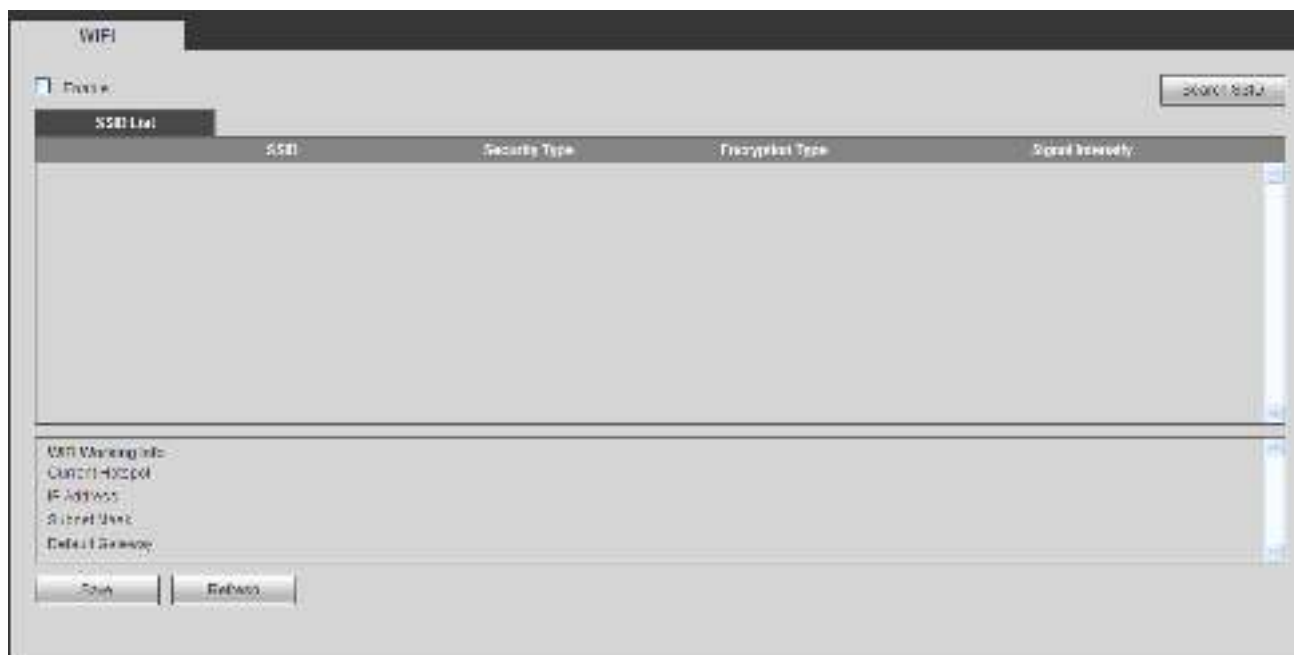 WIFI
Enable
Search SSID
SSID List
SSID Security Type Encryption Type Signal Intensity
WIFI Working Info
Current Hotspot
IP Address
Subnet Mask
Default Gateway
Save Refresh